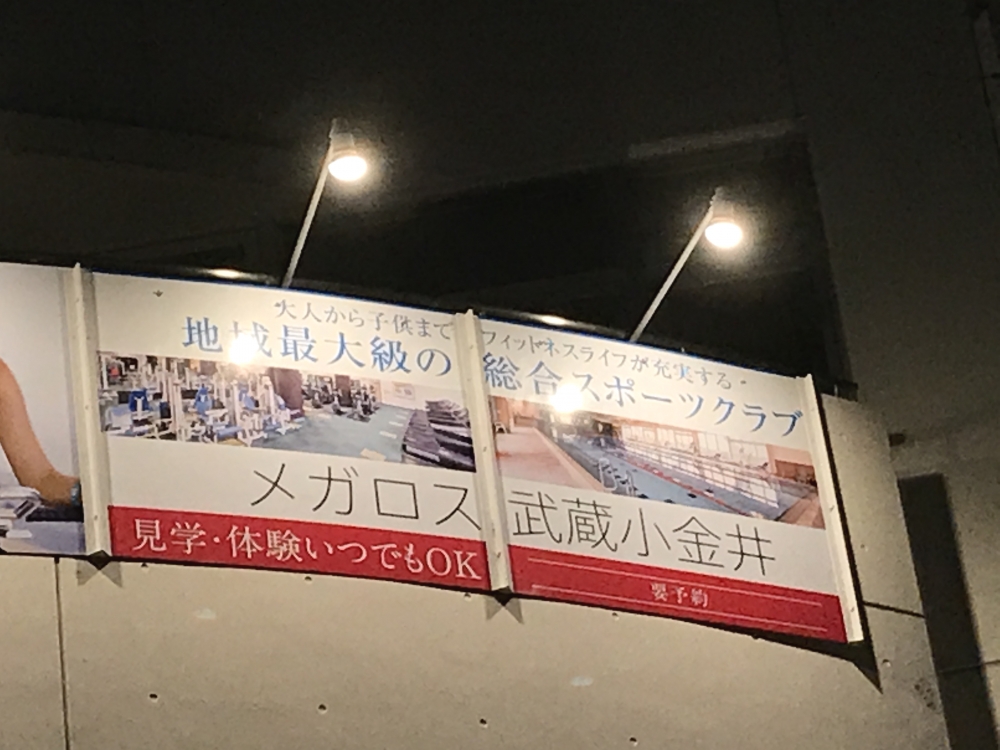 大人から子供まで フィットネスライフが充実する
地域最大級の 総合スポーツクラブ
メガロス 武蔵小金井
見学・体験いつでもOK
要予約